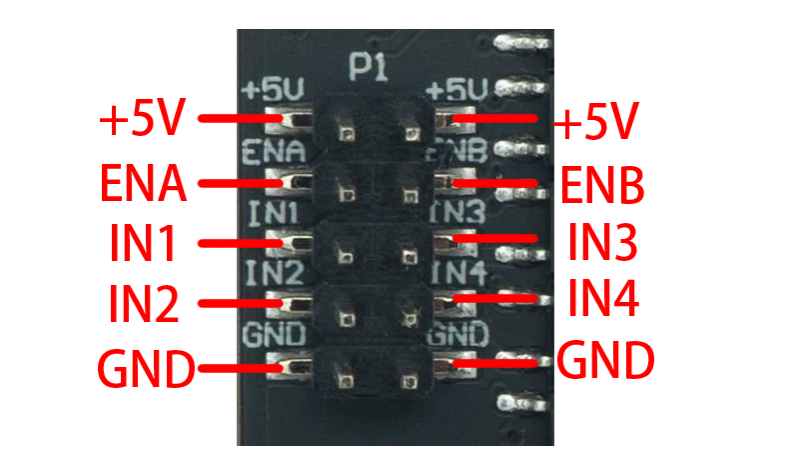 P1
+5V +5V
+5V +5V
ENA ENB
ENA ENB
IN1 IN3
IN1 IN3
IN2 IN4
IN2 IN4
GND GND
GND GND